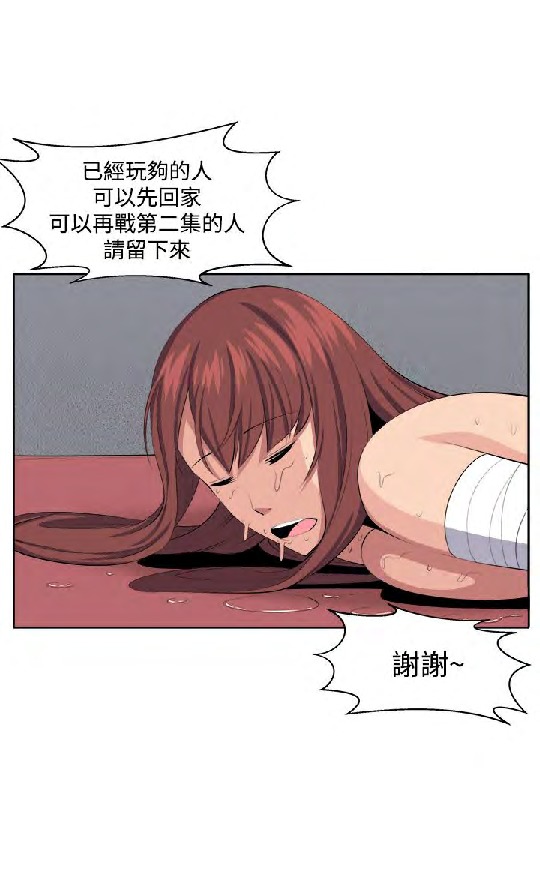 已經玩夠的人
可以先回家
可以再戰第二集的人
請留下來
謝謝~